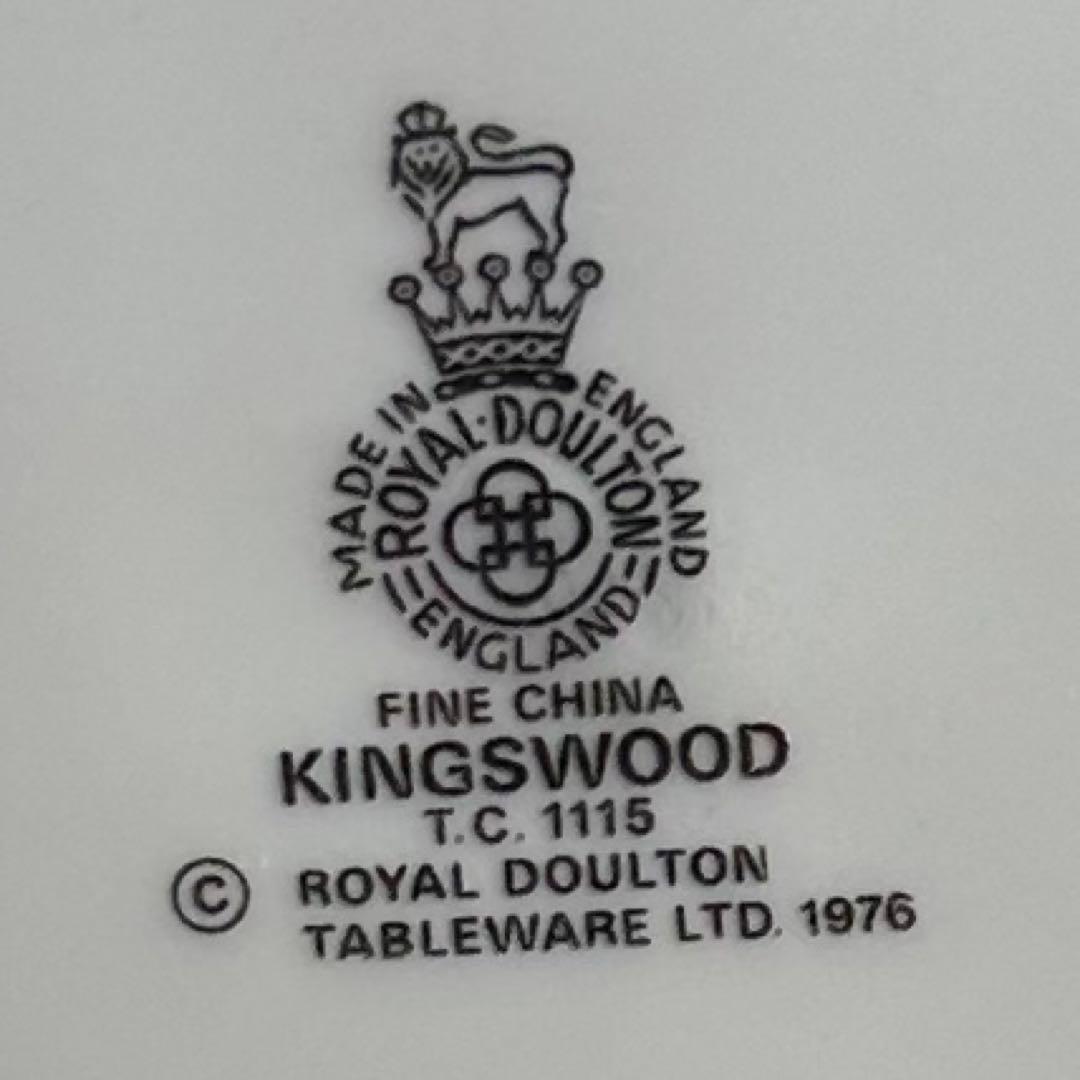 MADE IN ENGLAND
ROYAL·DOULTON
ENGLAND
FINE CHINA
KINGSWOOD
T.C. 1115
© ROYAL DOULTON
TABLEWARE LTD. 1976